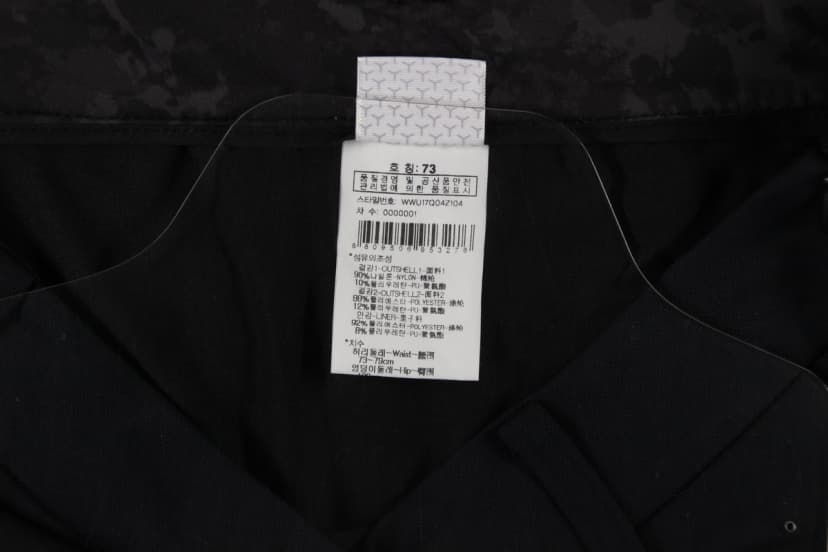 호 칭: 73
품질경영 및 공산품안전
관리법에 의한 품질표시
스타일번호: WWU17Q04Z104
차 수: 0000001
8809506953276
*섬유의조성
겉감1-OUTSHELL1-面料1
90%나일론-NYLON-锦纶
10%폴리우레탄-PU-聚氨酯
겉감2-OUTSHELL2-面料2
88%폴리에스터-POLYESTER-涤纶
12%폴리우레탄-PU-聚氨酯
안감-LINER-里子料
92%폴리에스터-POLYESTER-涤纶
8%폴리우레탄-PU-聚氨酯
*치수
허리둘레-Waist-腰围
73~79cm
엉덩이둘레-Hip-臀围